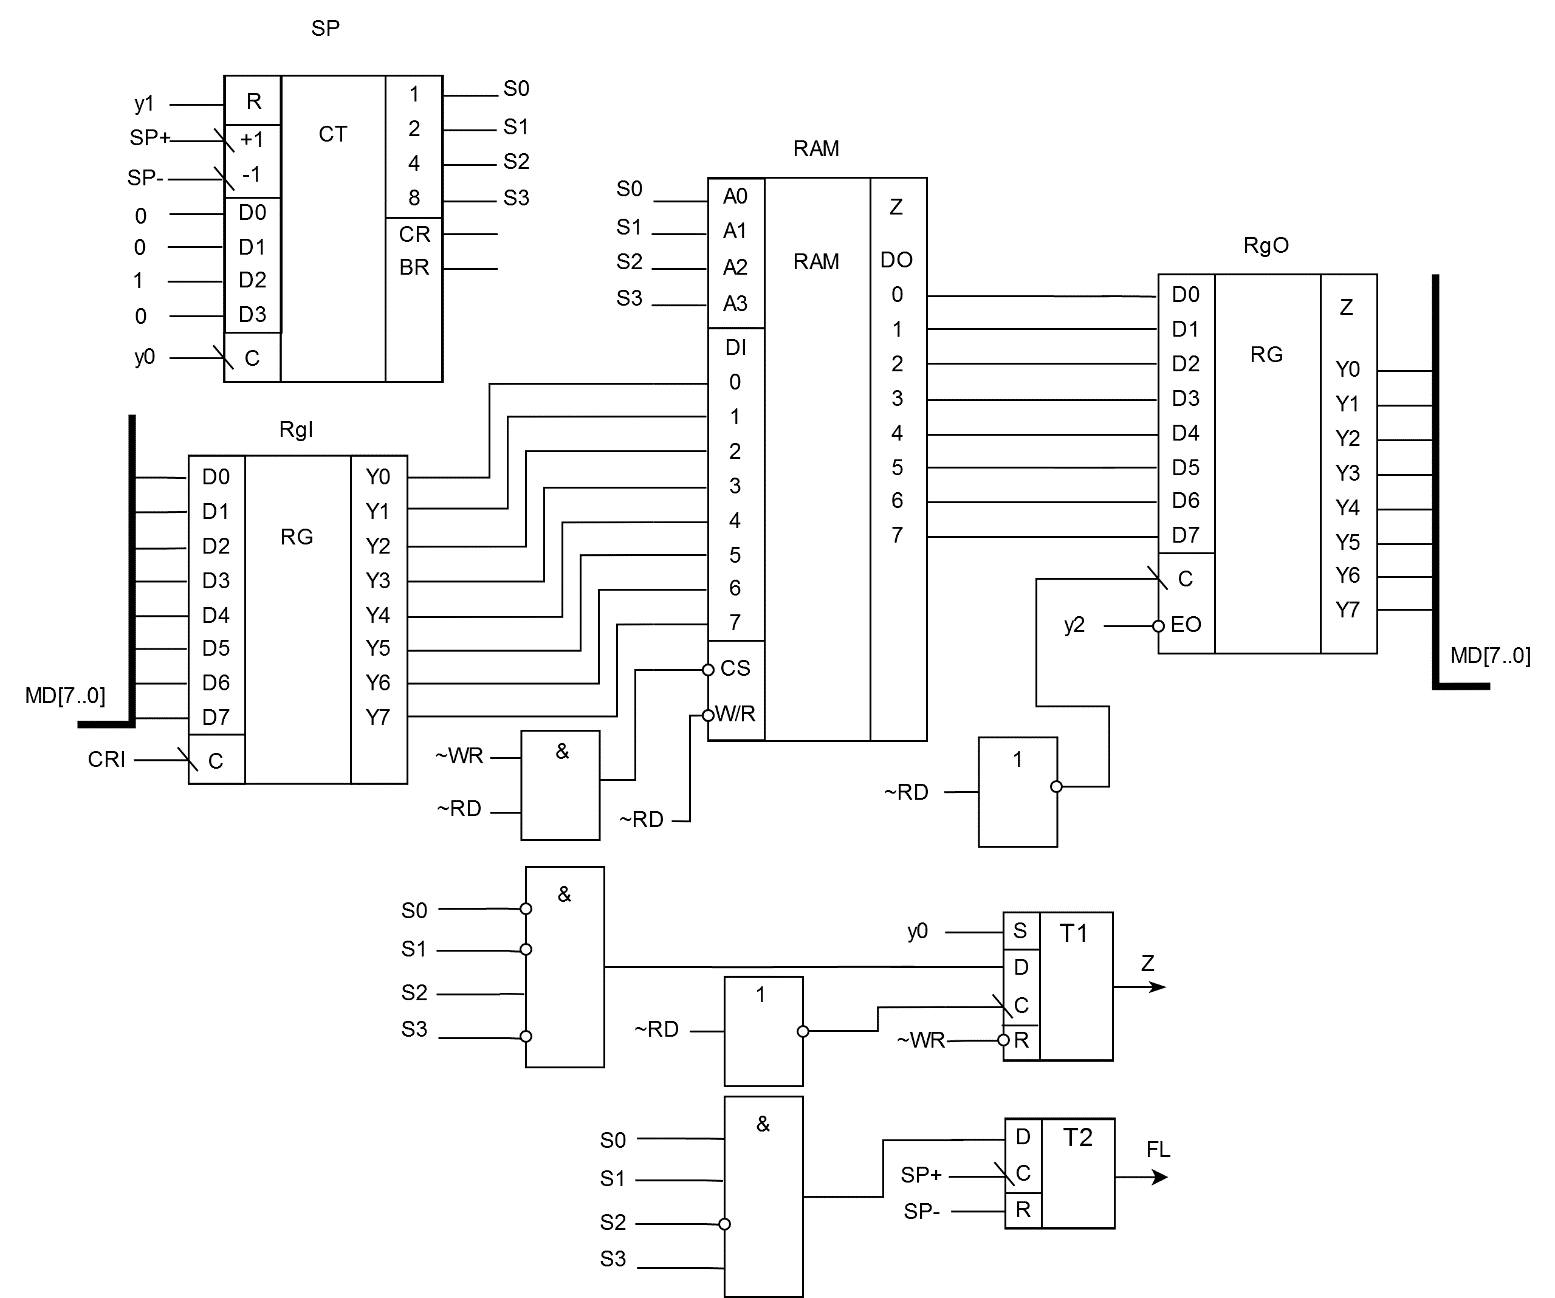 SP
y1 R CT 1 S0
SP+ +1 2 S1
SP- -1 4 S2
0 D0 8 S3
0 D1 CR
1 D2 BR
0 D3
y0 C
RgI
D0 RG Y0
D1 Y1
D2 Y2
D3 Y3
D4 Y4
D5 Y5
D6 Y6
D7 Y7
MD[7..0]
CRI C
RAM
S0 A0 RAM Z
S1 A1
S2 A2 DO
S3 A3 0
DI 1
0 2
1 3
2 4
3 5
4 6
5 7
6
7
CS
W/R
~WR &
~RD
~RD
RgO
D0 RG Z
D1
D2 Y0
D3 Y1
D4 Y2
D5 Y3
D6 Y4
D7 Y5
C Y6
y2 EO Y7
MD[7..0]
~RD 1
S0 &
S1
S2
S3
~RD 1
y0 S T1
D Z
C
~WR R
S0 &
S1
S2
S3
D T2 FL
SP+ C
SP- R